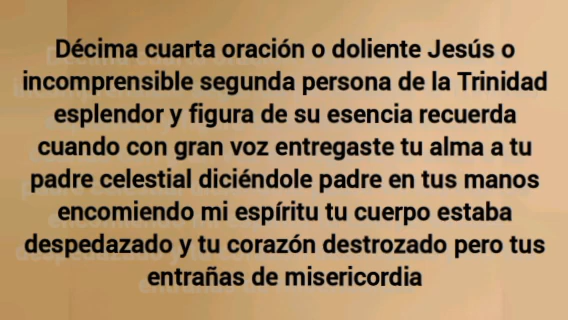 Décima cuarta oración o doliente Jesús o
incomprensible segunda persona de la Trinidad
esplendor y figura de su esencia recuerda
cuando con gran voz entregaste tu alma a tu
padre celestial diciéndole padre en tus manos
encomiendo mi espíritu tu cuerpo estaba
despedazado y tu corazón destrozado pero tus
entrañas de misericordia